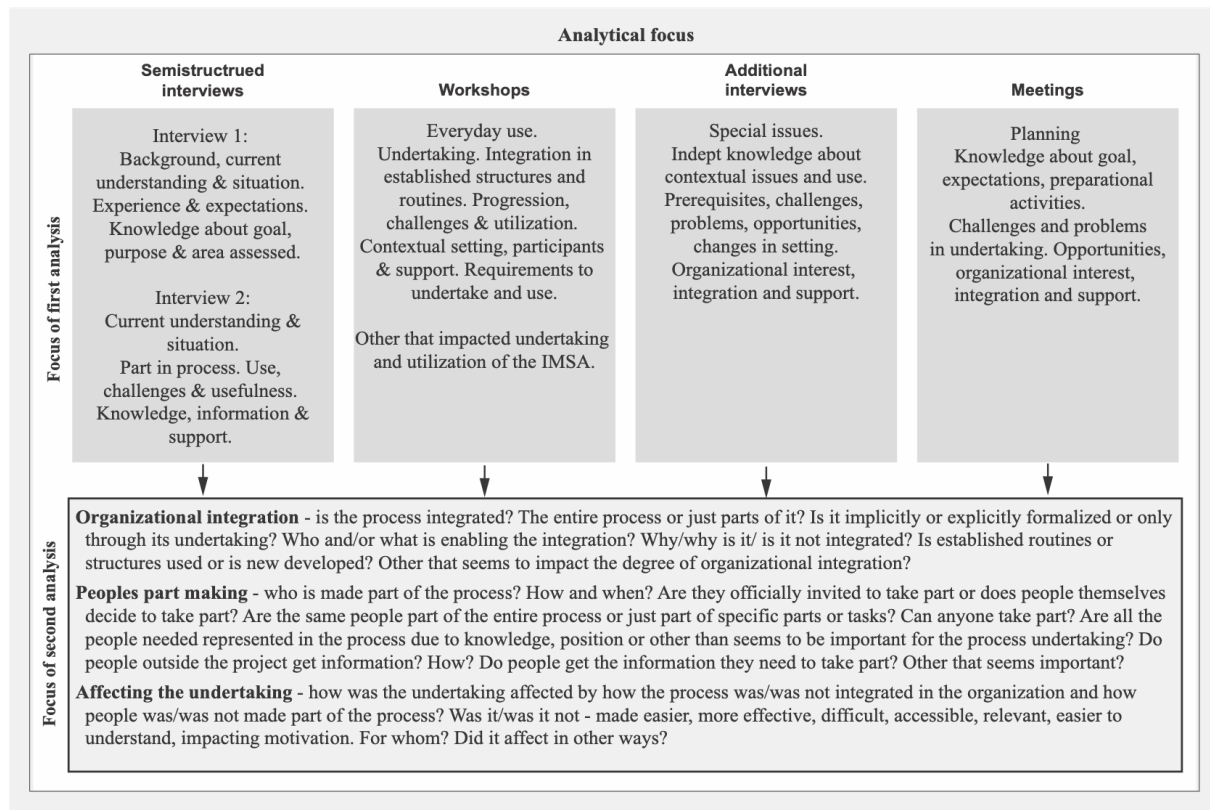 Analytical focus
Semistructrued
interviews
Workshops
Additional
interviews
Meetings
Focus of first analysis
Interview 1:
Background, current
understanding & situation.
Experience & expectations.
Knowledge about goal,
purpose & area assessed.
Interview 2:
Current understanding &
situation.
Part in process. Use,
challenges & usefulness.
Knowledge, information &
support.
Everyday use.
Undertaking. Integration in
established structures and
routines. Progression,
challenges & utilization.
Contextual setting, participants
& support. Requirements to
undertake and use.
Other that impacted undertaking
and utilization of the IMSA.
Special issues.
Indept knowledge about
contextual issues and use.
Prerequisites, challenges,
problems, opportunities,
changes in setting.
Organizational interest,
integration and support.
Planning
Knowledge about goal,
expectations, preparational
activities.
Challenges and problems
in undertaking. Opportunities,
organizational interest,
integration and support.
Focus of second analysis
Organizational integration - is the process integrated? The entire process or just parts of it? Is it implicitly or explicitly formalized or only
through its undertaking? Who and/or what is enabling the integration? Why/why is it/ is it not integrated? Is established routines or
structures used or is new developed? Other that seems to impact the degree of organizational integration?
Peoples part making - who is made part of the process? How and when? Are they officially invited to take part or does people themselves
decide to take part? Are the same people part of the entire process or just part of specific parts or tasks? Can anyone take part? Are all the
people needed represented in the process due to knowledge, position or other than seems to be important for the process undertaking? Do
people outside the project get information? How? Do people get the information they need to take part? Other that seems important?
Affecting the undertaking - how was the undertaking affected by how the process was/was not integrated in the organization and how
people was/was not made part of the process? Was it/was it not - made easier, more effective, difficult, accessible, relevant, easier to
understand, impacting motivation. For whom? Did it affect in other ways?